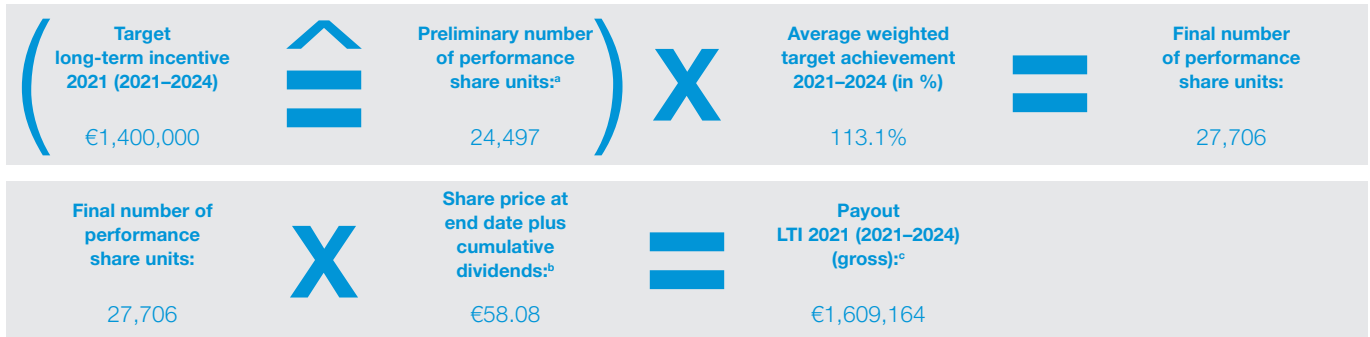 Target
long-term incentive
2021 (2021–2024)
€1,400,000
Preliminary number
of performance
share units:ᵃ
24,497
X
Average weighted
target achievement
2021–2024 (in %)
113.1%
=
Final number
of performance
share units:
27,706
Final number of
performance
share units:
27,706
X
Share price at
end date plus
cumulative
dividends:ᵇ
€58.08
=
Payout
LTI 2021 (2021–2024)
(gross):ᶜ
€1,609,164